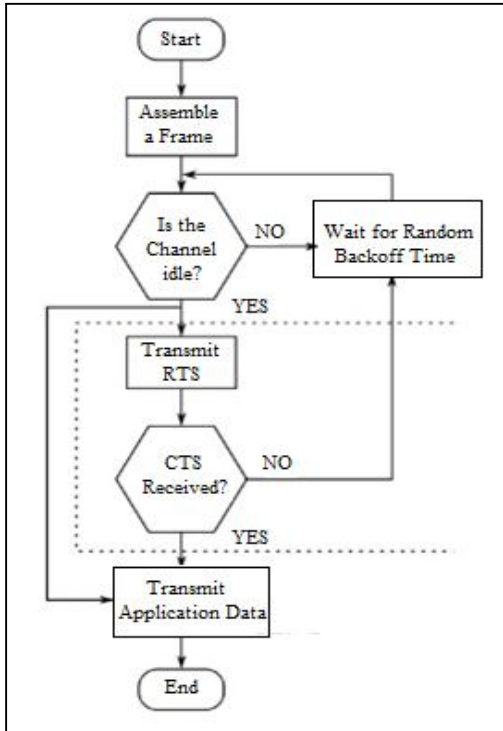 Start
Assemble
a Frame
Is the
Channel
idle?
NO
Wait for Random
Backoff Time
YES
Transmit
RTS
CTS
Received?
NO
YES
Transmit
Application Data
End